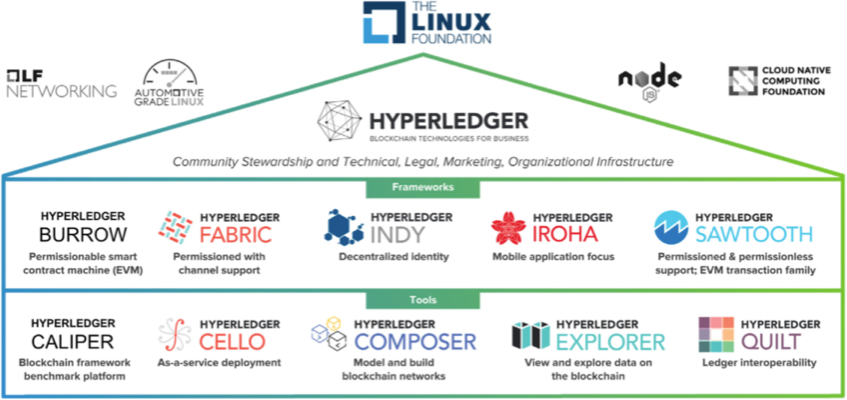 THE
LINUX
FOUNDATION
LF
NETWORKING
AUTOMOTIVE
GRADELINUX
node
JS
CLOUD NATIVE
COMPUTING
FOUNDATION
HYPERLEDGER
BLOCKCHAIN TECHNOLOGIES FOR BUSINESS
Community Stewardship and Technical, Legal, Marketing, Organizational Infrastructure
Frameworks
HYPERLEDGER
BURROW
Permissionable smart
contract machine (EVM)
HYPERLEDGER
FABRIC
Permissioned with
channel support
HYPERLEDGER
INDY
Decentralized identity
HYPERLEDGER
IROHA
Mobile application focus
HYPERLEDGER
SAWTOOTH
Permissioned & permissionless
support; EVM transaction family
Tools
HYPERLEDGER
CALIPER
Blockchain framework
benchmark platform
HYPERLEDGER
CELLO
As-a-service deployment
HYPERLEDGER
COMPOSER
Model and build
blockchain networks
HYPERLEDGER
EXPLORER
View and explore data on
the blockchain
HYPERLEDGER
QUILT
Ledger interoperability